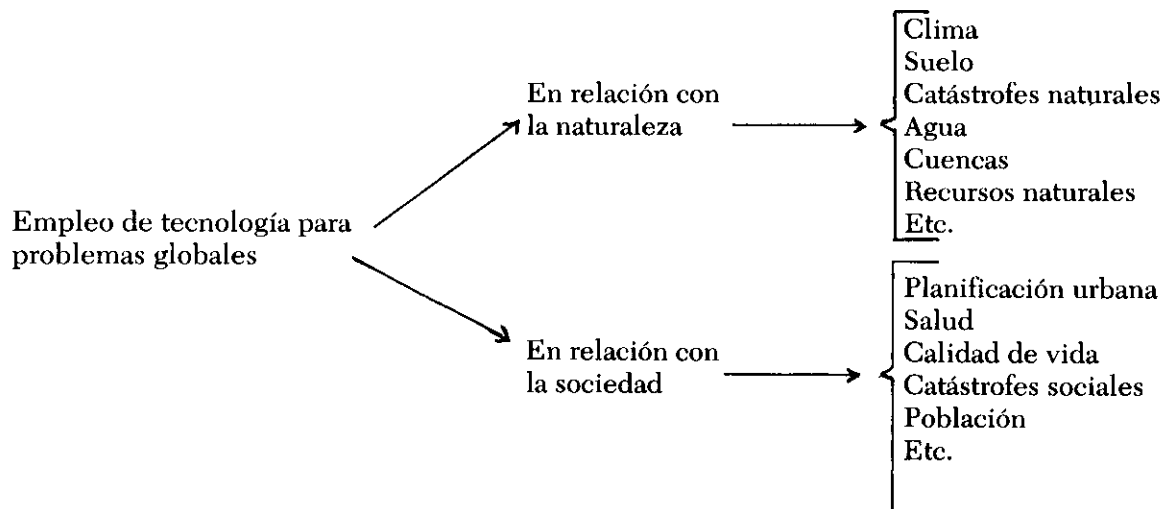 Empleo de tecnología para
problemas globales
En relación con
la naturaleza
Clima
Suelo
Catástrofes naturales
Agua
Cuencas
Recursos naturales
Etc.
En relación con
la sociedad
Planificación urbana
Salud
Calidad de vida
Catástrofes sociales
Población
Etc.